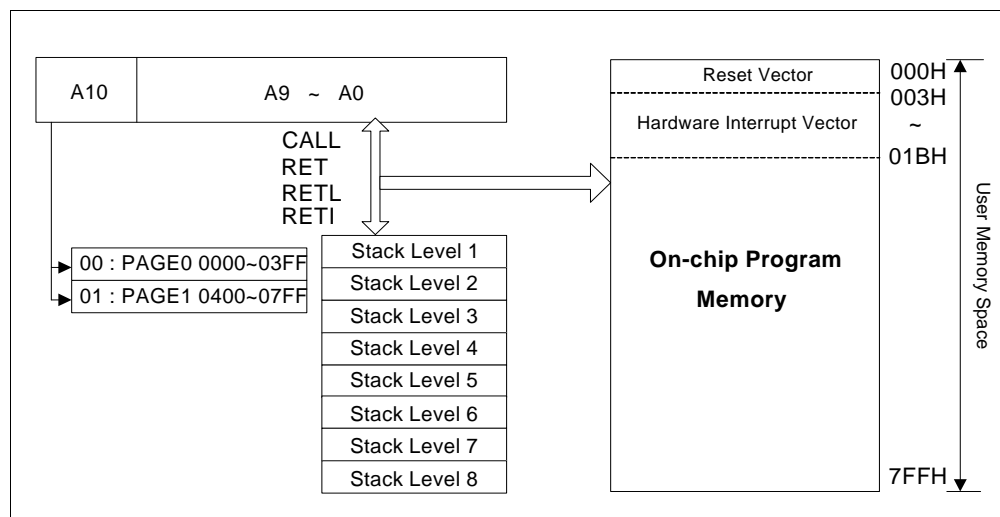 A10
A9 ~ A0
CALL
RET
RETL
RETI
00 : PAGE0 0000~03FF
01 : PAGE1 0400~07FF
Stack Level 1
Stack Level 2
Stack Level 3
Stack Level 4
Stack Level 5
Stack Level 6
Stack Level 7
Stack Level 8
Reset Vector
Hardware Interrupt Vector
On-chip Program
Memory
000H
003H
~
01BH
7FFH
User Memory Space